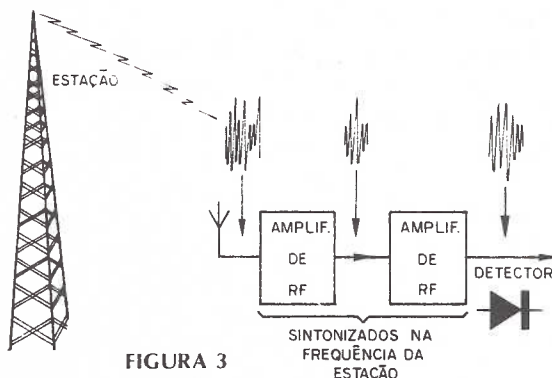 ESTAÇÃO
AMPLIF.
DE
RF
AMPLIF.
DE
RF
DETECTOR
SINTONIZADOS NA
FREQUÊNCIA DA
ESTAÇÃO
FIGURA 3